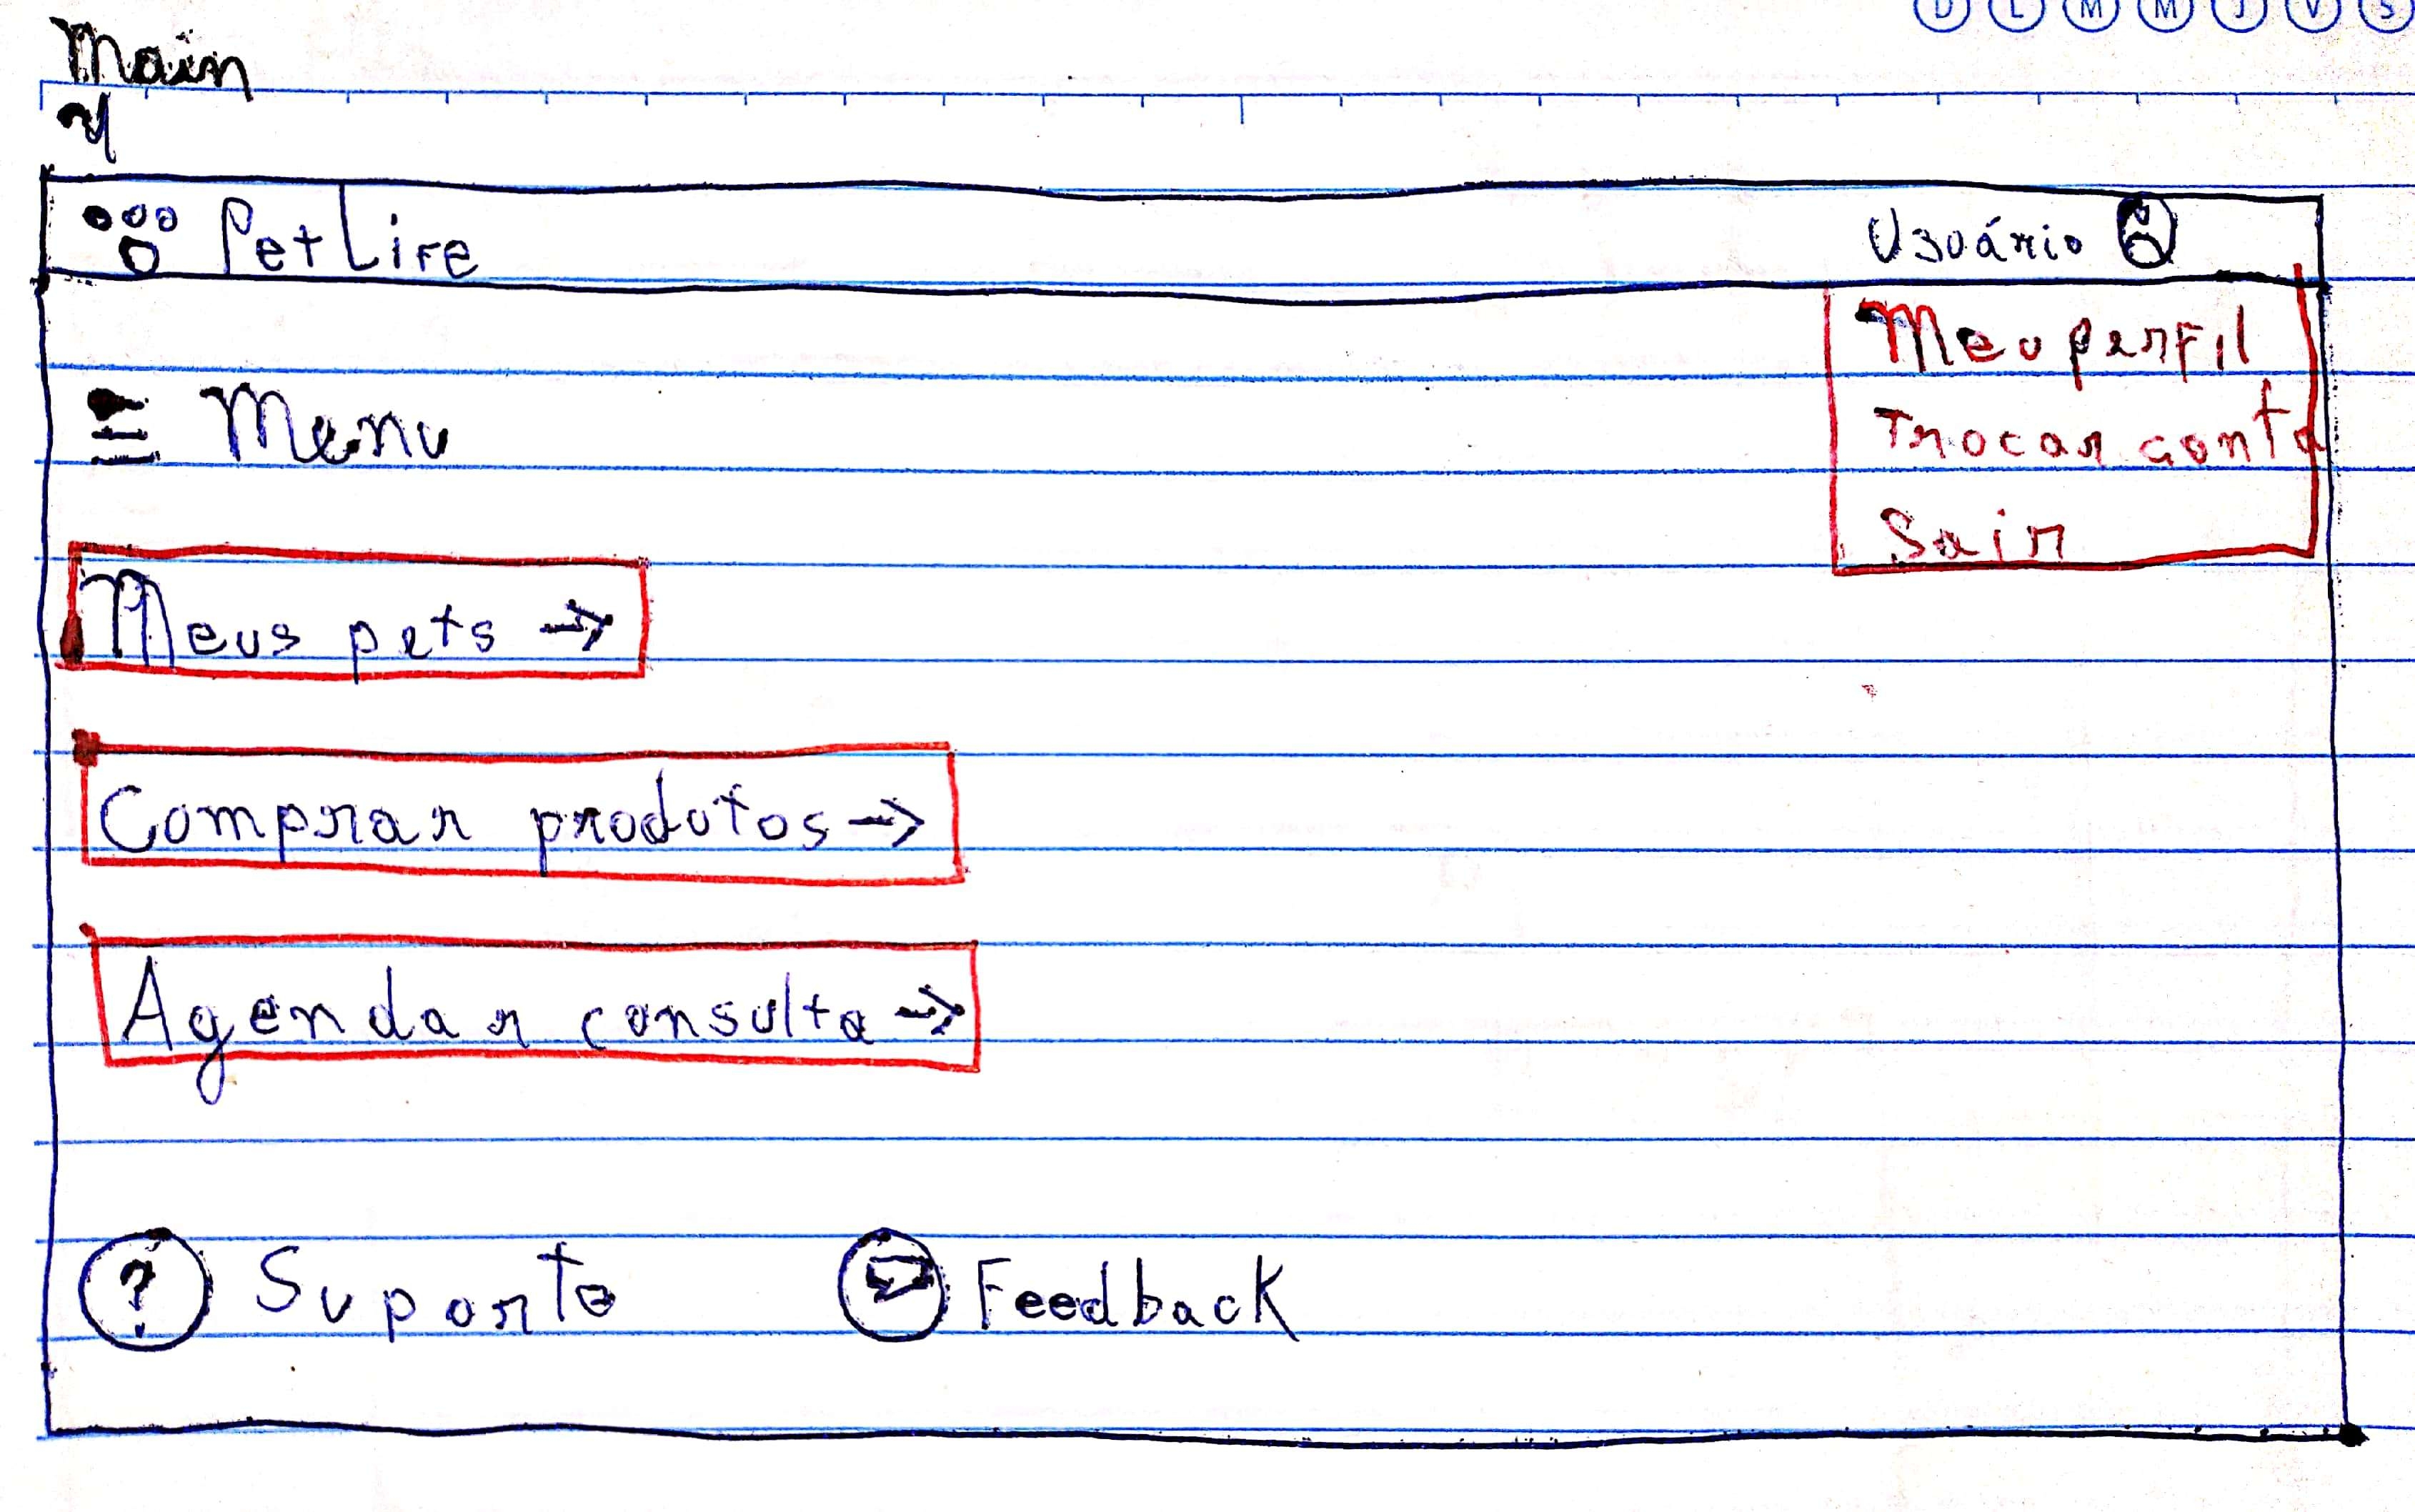 D L M M J V S
Main
PetLife
Usuário
Meu perfil
Trocar conta
Sair
Menu
Meus pets →
Comprar produtos →
Agendar consulta →
? Suporte
Feedback